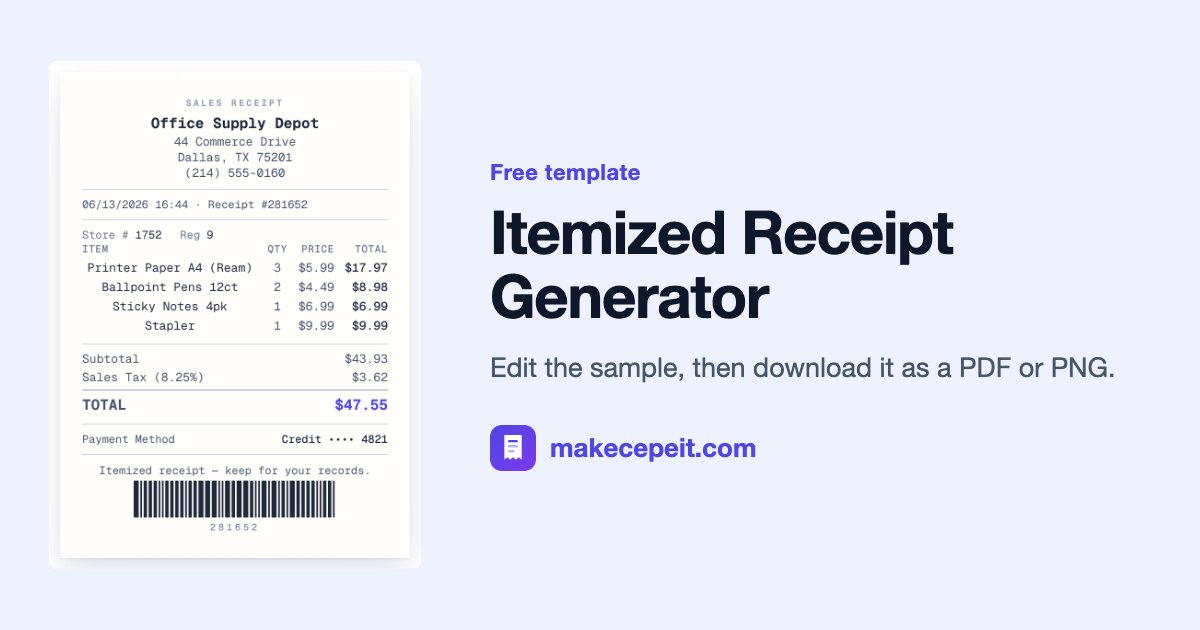 SALES RECEIPT
Office Supply Depot
44 Commerce Drive
Dallas, TX 75201
(214) 555-0160
06/13/2026 16:44 · Receipt #281652
Store # 1752 Reg 9
ITEM QTY PRICE TOTAL
Printer Paper A4 (Ream) 3 $5.99 $17.97
Ballpoint Pens 12ct 2 $4.49 $8.98
Sticky Notes 4pk 1 $6.99 $6.99
Stapler 1 $9.99 $9.99
Subtotal $43.93
Sales Tax (8.25%) $3.62
TOTAL $47.55
Payment Method Credit •••• 4821
Itemized receipt — keep for your records.
281652
Free template
Itemized Receipt
Generator
Edit the sample, then download it as a PDF or PNG.
makecepeit.com